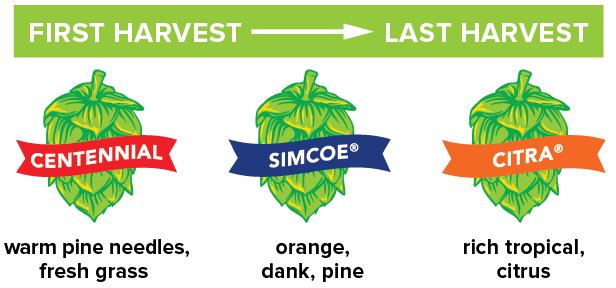 FIRST HARVEST LAST HARVEST
CENTENNIAL
SIMCOE®
CITRA®
warm pine needles,
fresh grass
orange,
dank, pine
rich tropical,
citrus